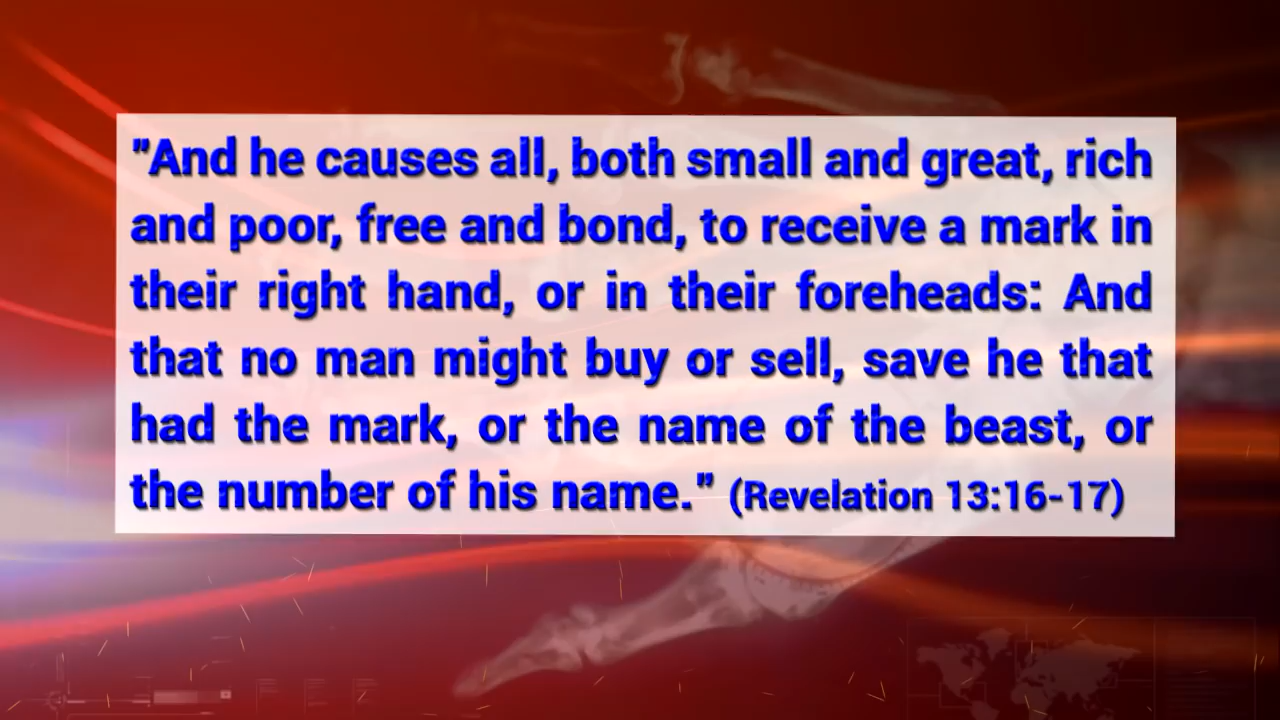 "And he causes all, both small and great, rich
and poor, free and bond, to receive a mark in
their right hand, or in their foreheads: And
that no man might buy or sell, save he that
had the mark, or the name of the beast, or
the number of his name.” (Revelation 13:16-17)